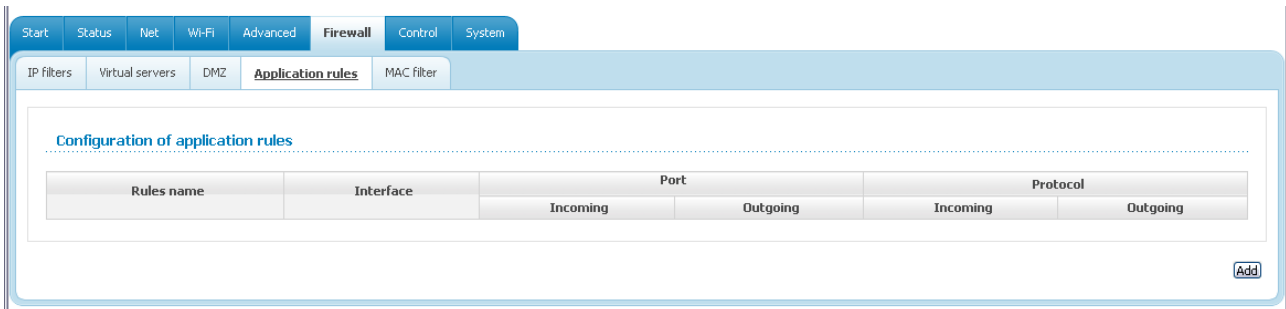 Start Status Net Wi-Fi Advanced Firewall Control System
IP filters Virtual servers DMZ Application rules MAC filter
Configuration of application rules
Rules name Interface Port Protocol
Incoming Outgoing Incoming Outgoing
Add